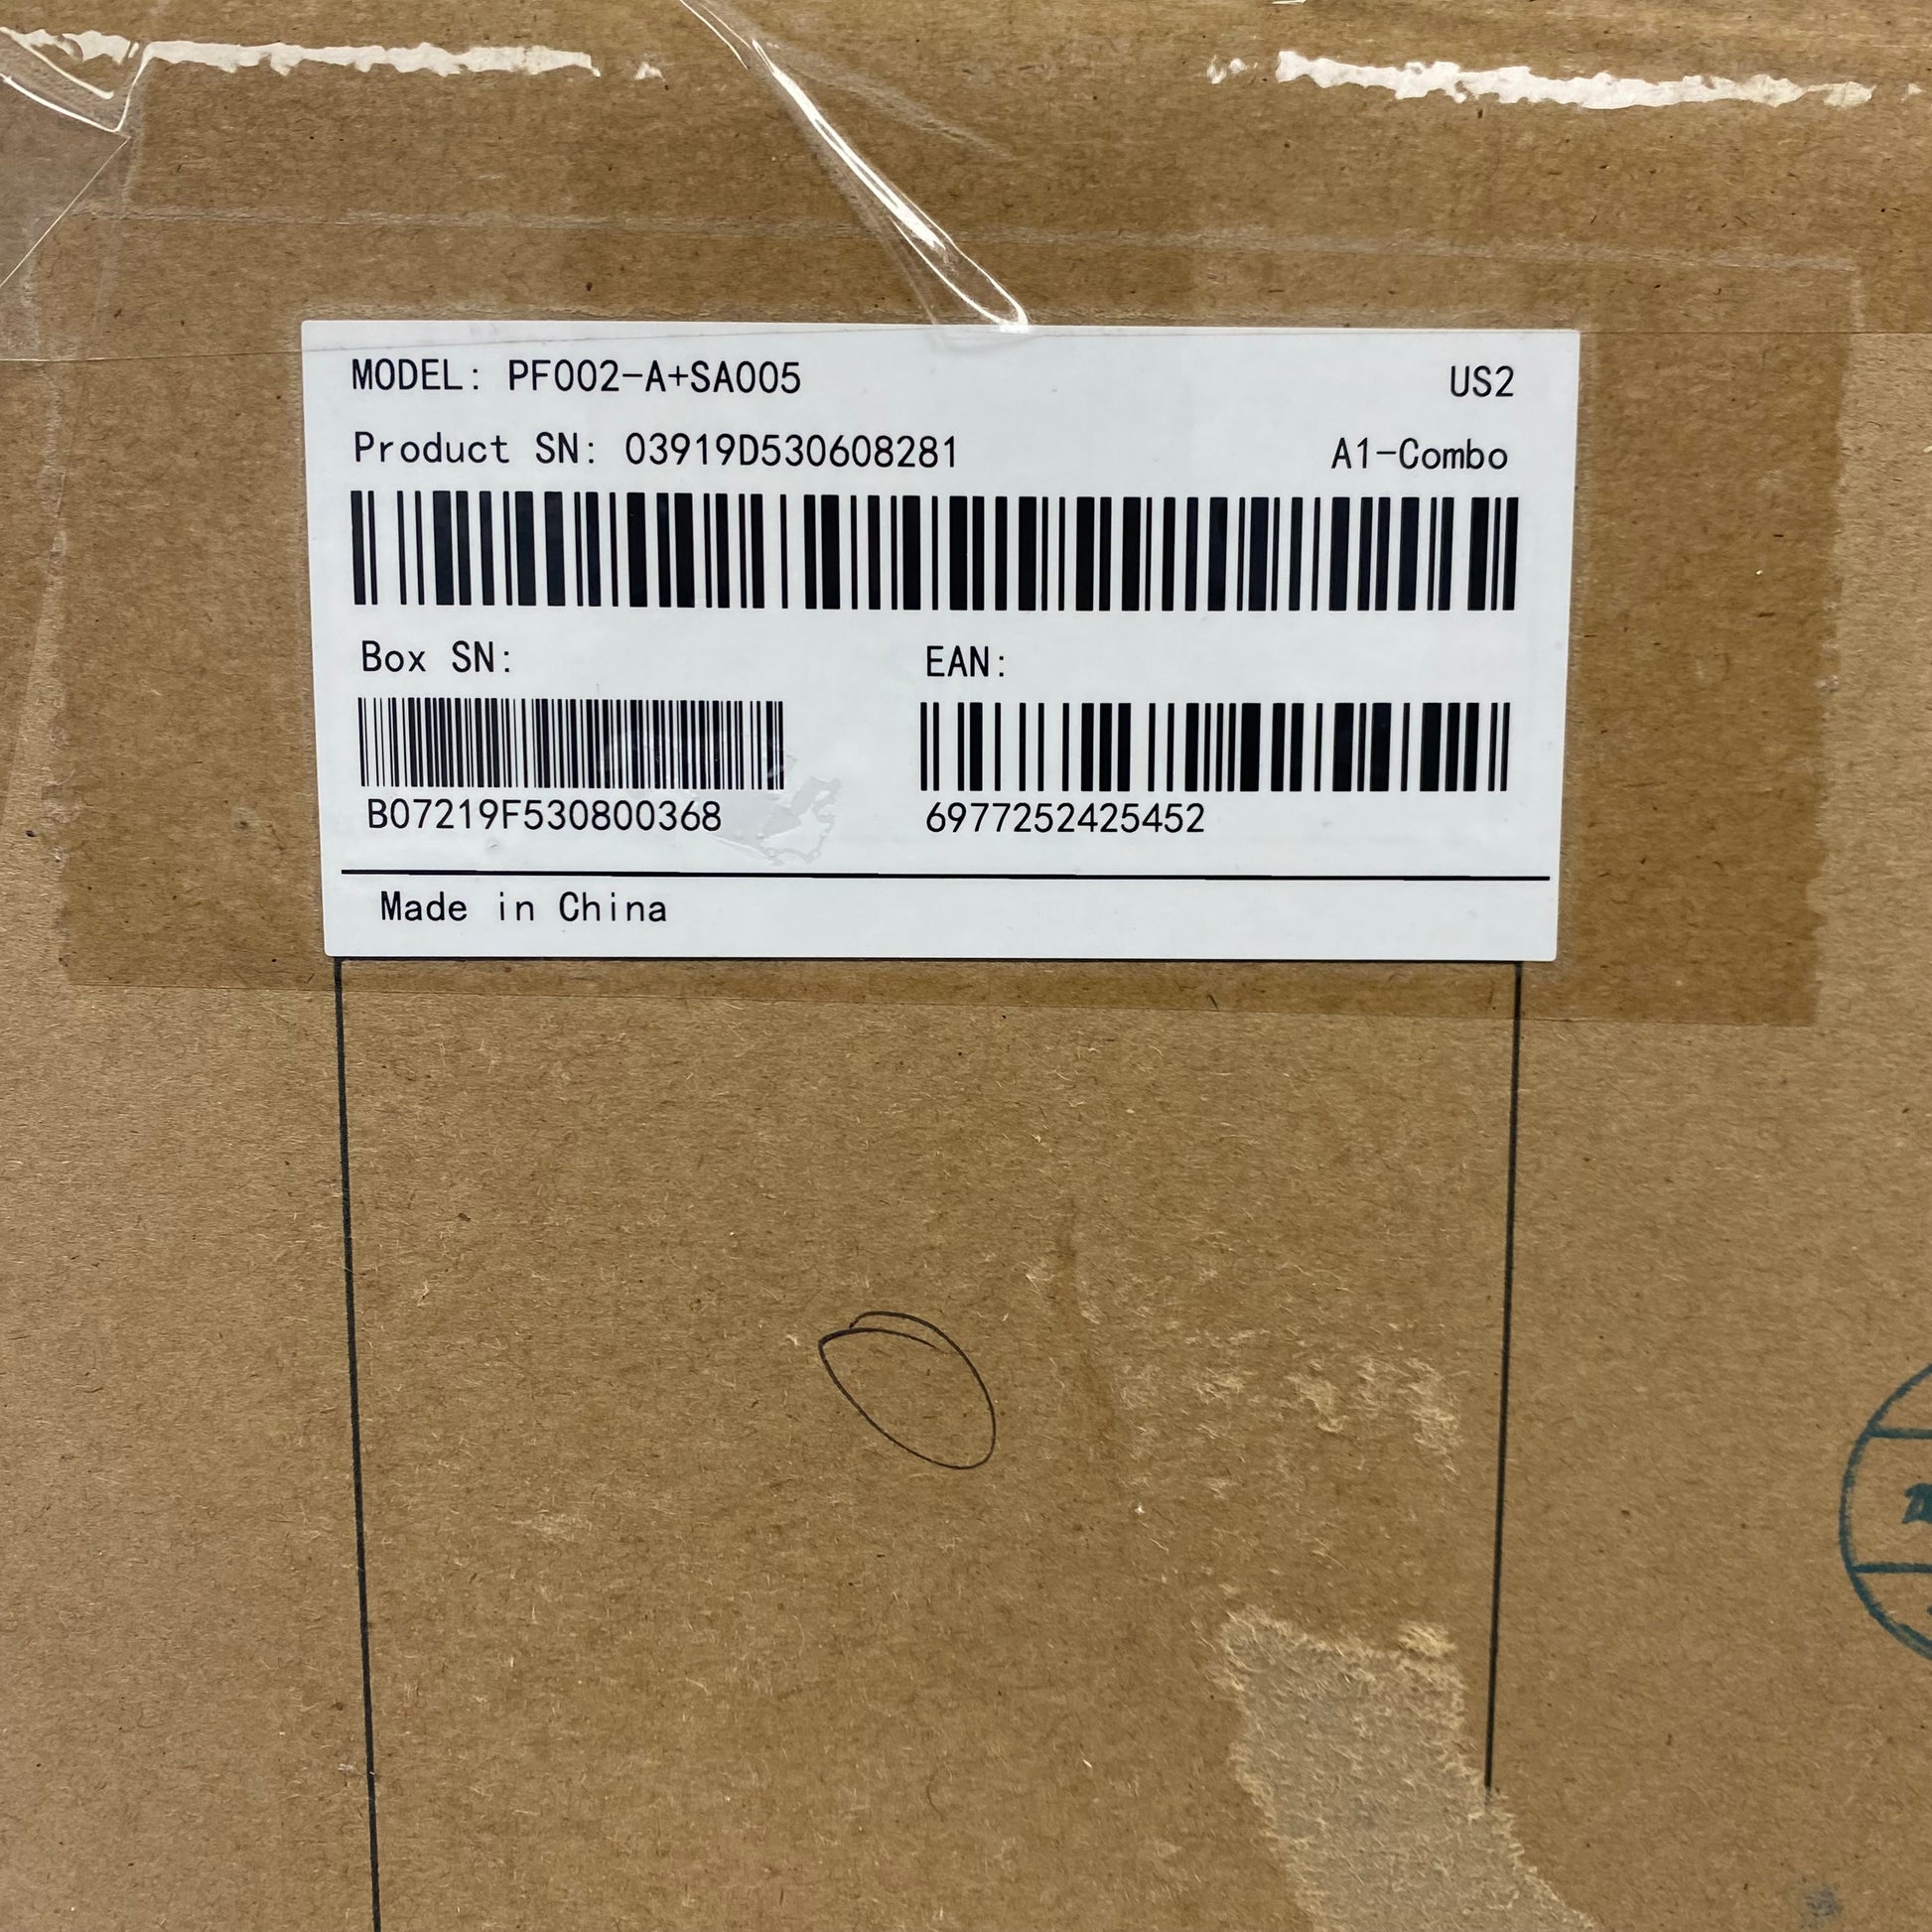 MODEL: PF002-A+SA005
US2
Product SN: 03919D530608281
A1-Combo
Box SN:
EAN:
B07219F530800368
6977252425452
Made in China